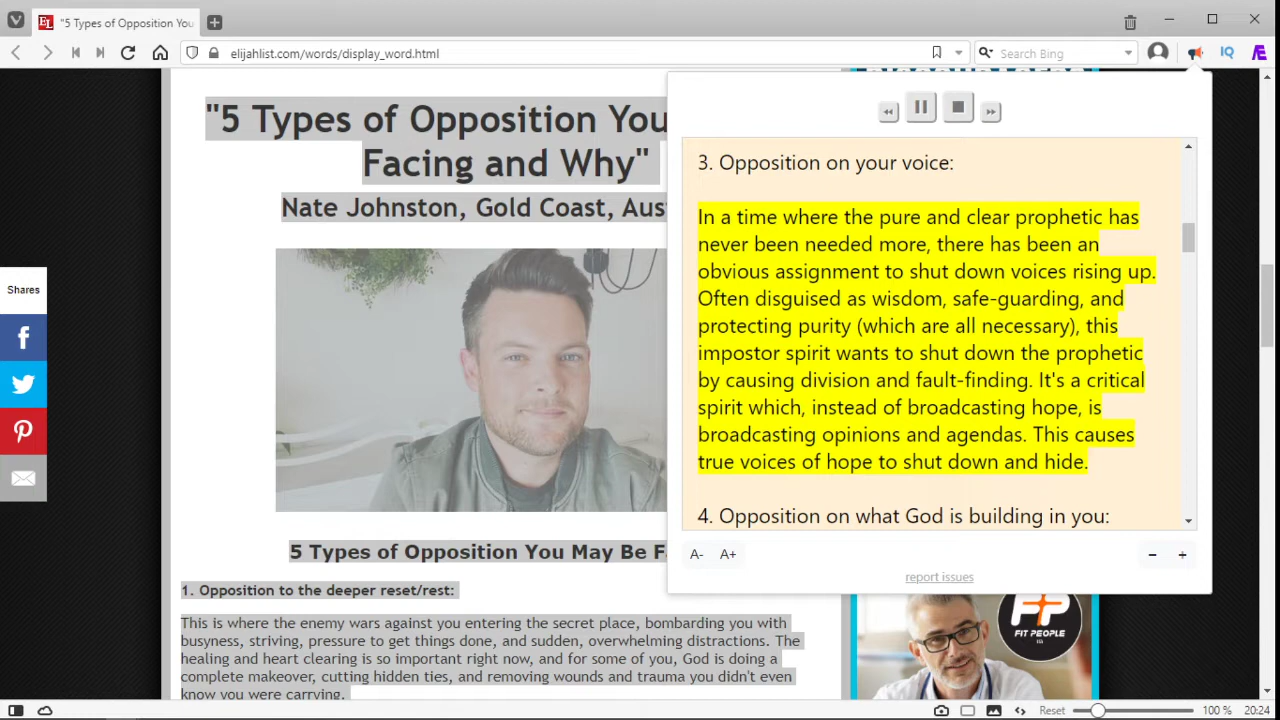 "5 Types of Opposition You
elijahlist.com/words/display_word.html
Search Bing
"5 Types of Opposition You
Facing and Why"
Nate Johnston, Gold Coast, Aus
Shares
5 Types of Opposition You May Be Fa
1. Opposition to the deeper reset/rest:
This is where the enemy wars against you entering the secret place, bombarding you with
busyness, striving, pressure to get things done, and sudden, overwhelming distractions. The
healing and heart clearing is so important right now, and for some of you, God is doing a
complete makeover, cutting hidden ties, and removing wounds and trauma you didn't even
know you were carrying.
3. Opposition on your voice:
In a time where the pure and clear prophetic has
never been needed more, there has been an
obvious assignment to shut down voices rising up.
Often disguised as wisdom, safe-guarding, and
protecting purity (which are all necessary), this
impostor spirit wants to shut down the prophetic
by causing division and fault-finding. It's a critical
spirit which, instead of broadcasting hope, is
broadcasting opinions and agendas. This causes
true voices of hope to shut down and hide.
4. Opposition on what God is building in you:
A- A+ − +
report issues
FIT PEOPLE
Reset 100 % 20:24